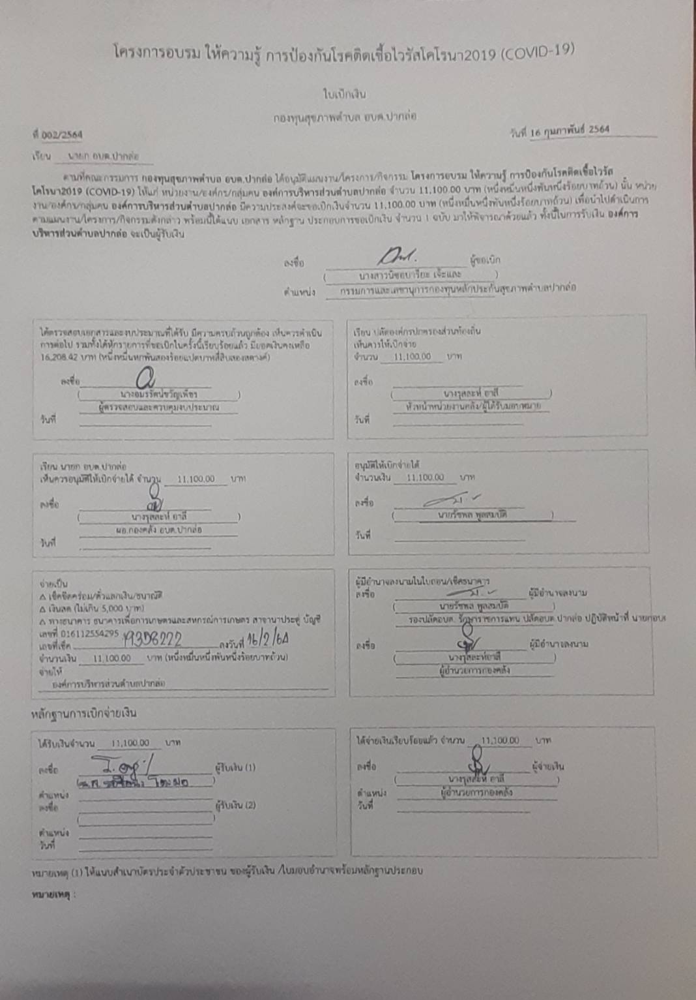 โครงการอบรม ให้ความรู้ การป้องกันโรคติดเชื้อไวรัสโคโรนา2019 (COVID-19)
ใบเบิกเงิน
กองทุนสุขภาพตำบล อบต.ปากล่อ
ที่ 002/2564
วันที่ 16 กุมภาพันธ์ 2564
เรียน นายก อบต.ปากล่อ
ตามที่คณะกรรมการ กองทุนสุขภาพตำบล อบต.ปากล่อ ได้อนุมัติแผนงาน/โครงการ/กิจกรรม โครงการอบรม ให้ความรู้ การป้องกันโรคติดเชื้อไวรัส
โคโรนา2019 (COVID-19) ให้แก่ หน่วยงาน/องค์กร/กลุ่มคน องค์การบริหารส่วนตำบลปากล่อ จำนวน 11,100.00 บาท (หนึ่งหมื่นหนึ่งพันหนึ่งร้อยบาทถ้วน) นั้น หน่วย
งาน/องค์กร/กลุ่มคน องค์การบริหารส่วนตำบลปากล่อ มีความประสงค์จะขอเบิกเงินจำนวน 11,100.00 บาท (หนึ่งหมื่นหนึ่งพันหนึ่งร้อยบาทถ้วน) เพื่อนำไปดำเนินการ
ตามแผนงาน/โครงการ/กิจกรรมดังกล่าว พร้อมนี้ได้แนบ เอกสาร หลักฐาน ประกอบการขอเบิกเงิน จำนวน 1 ฉบับ มาให้พิจารณาด้วยแล้ว ทั้งนี้ในการรับเงิน องค์การ
บริหารส่วนตำบลปากล่อ จะเป็นผู้รับเงิน
ลงชื่อ ผู้ขอเบิก
( นางสาวนิซอบารียะ เจ๊ะและ )
ตำแหน่ง กรรมการและเลขานุการกองทุนหลักประกันสุขภาพตำบลปากล่อ
ได้ตรวจสอบเอกสารและงบประมาณที่ได้รับ มีความครบถ้วนถูกต้อง เห็นควรดำเนิน
การต่อไป รวมทั้งได้หักรายการที่ขอเบิกในครั้งนี้เรียบร้อยแล้ว มียอดเงินคงเหลือ
16,208.42 บาท (หนึ่งหมื่นหกพันสองร้อยแปดบาทสี่สิบสองสตางค์)
ลงชื่อ
( นางอมรรัตน์ขวัญเพ็ชร )
ผู้ตรวจสอบและควบคุมงบประมาณ
วันที่
เรียน ปลัดองค์กรปกครองส่วนท้องถิ่น
เห็นควรให้เบิกจ่าย
จำนวน 11,100.00 บาท
ลงชื่อ
( นางรุสละห์ อาลี )
หัวหน้าหน่วยงานคลัง/ผู้ได้รับมอบหมาย
วันที่
เรียน นายก อบต.ปากล่อ
เห็นควรอนุมัติให้เบิกจ่ายได้ จำนวน 11,100.00 บาท
ลงชื่อ
( นางรุสละห์ อาลี )
ผอ.กองคลัง อบต.ปากล่อ
วันที่
อนุมัติให้เบิกจ่ายได้
จำนวนเงิน 11,100.00 บาท
ลงชื่อ
( นายรัชพล พูลสมบัติ )
วันที่
จ่ายเป็น
△ เช็คขีดคร่อม/ตั๋วแลกเงิน/ธนาณัติ
△ เงินสด (ไม่เกิน 5,000 บาท)
△ ทางธนาคาร ธนาคารเพื่อการเกษตรและสหกรณ์การเกษตร สาขานาประดู่ บัญชี
เลขที่ 016112554295
เลขที่เช็ค 19358222 ลงวันที่ 16/2/64
จำนวนเงิน 11,100.00 บาท (หนึ่งหมื่นหนึ่งพันหนึ่งร้อยบาทถ้วน)
จ่ายให้
องค์การบริหารส่วนตำบลปากล่อ
ผู้มีอำนาจลงนามในใบถอน/เช็คธนาคาร
ลงชื่อ ผู้มีอำนาจลงนาม
( นายรัชพล พูลสมบัติ )
รองปลัดอบต. รักษาราชการแทน ปลัดอบต.ปากล่อ ปฏิบัติหน้าที่ นายกอบต
ลงชื่อ ผู้มีอำนาจลงนาม
( นางรุสละห์อาลี )
ผู้อำนวยการกองคลัง
หลักฐานการเบิกจ่ายเงิน
ได้รับเงินจำนวน 11,100.00 บาท
ลงชื่อ ผู้รับเงิน (1)
ตำแหน่ง
ลงชื่อ ผู้รับเงิน (2)
( )
ตำแหน่ง
วันที่
ได้จ่ายเงินเรียบร้อยแล้ว จำนวน 11,100.00 บาท
ลงชื่อ ผู้จ่ายเงิน
( นางรุสละห์ อาลี )
ตำแหน่ง ผู้อำนวยการกองคลัง
วันที่
หมายเหตุ (1) ให้แนบสำเนาบัตรประจำตัวประชาชน ของผู้รับเงิน /ใบมอบอำนาจพร้อมหลักฐานประกอบ
หมายเหตุ :